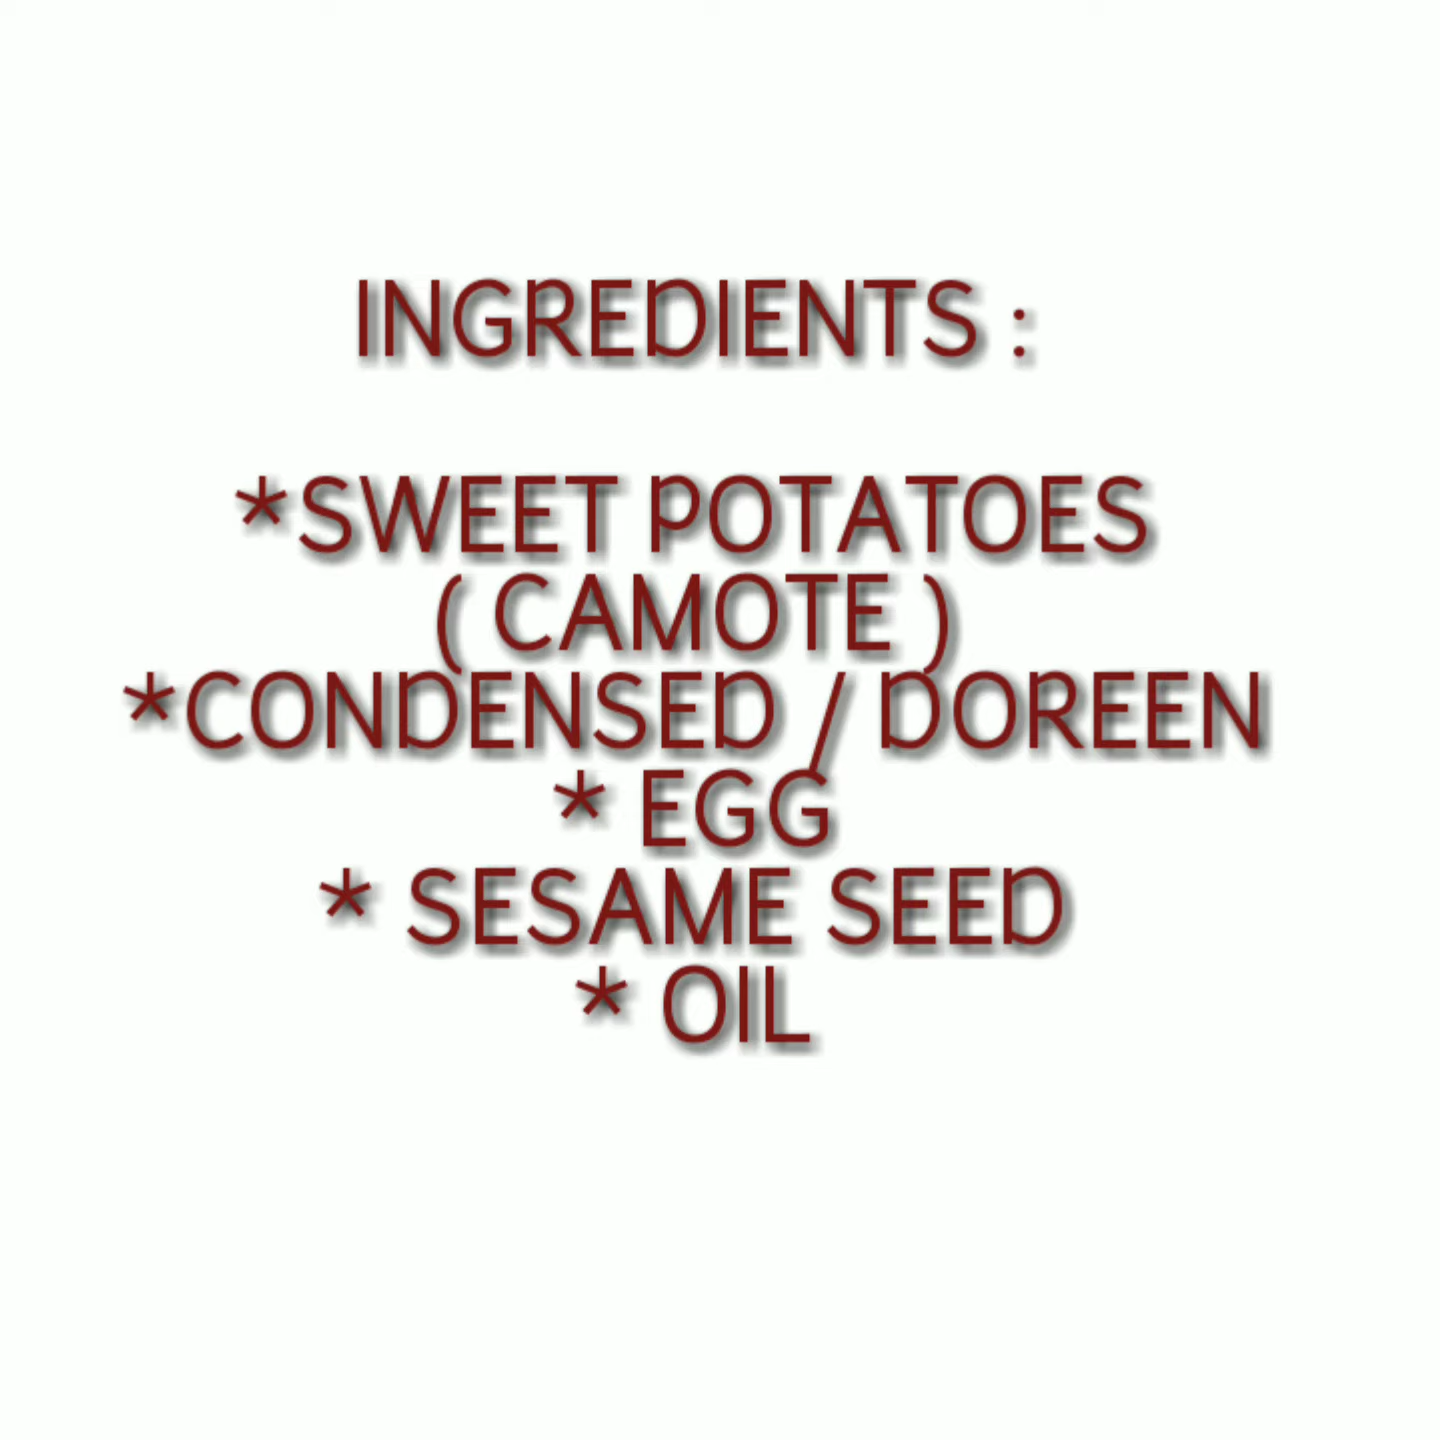 INGREDIENTS :
*SWEET POTATOES
( CAMOTE )
*CONDENSED / DOREEN
* EGG
* SESAME SEED
* OIL